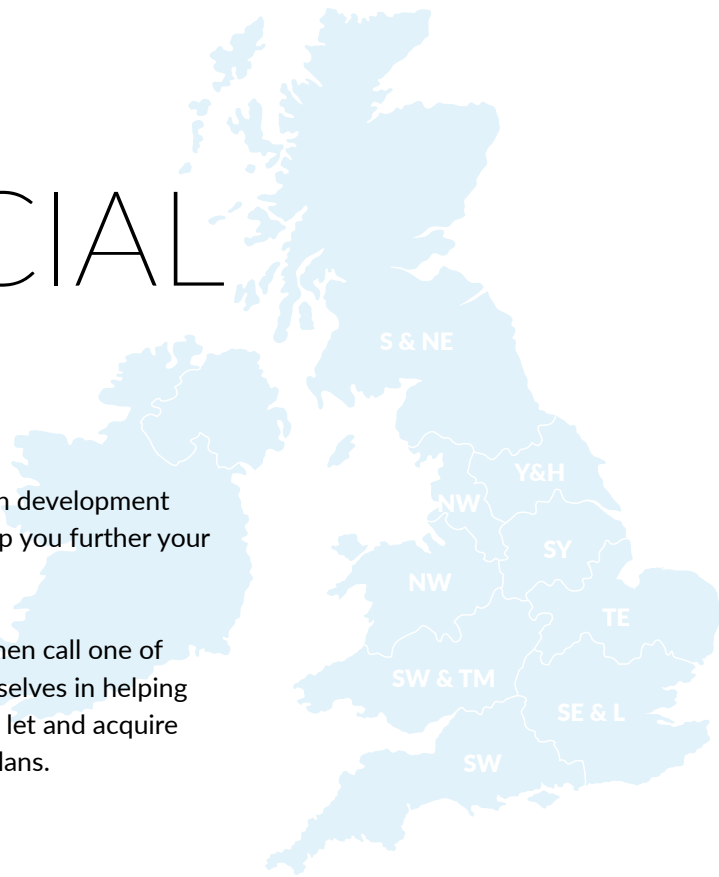 CIAL
S & NE
Y&H
NW
n development
p you further your
SY
NW
TE
hen call one of
selves in helping
SW & TM
let and acquire
SE & L
lans.
SW